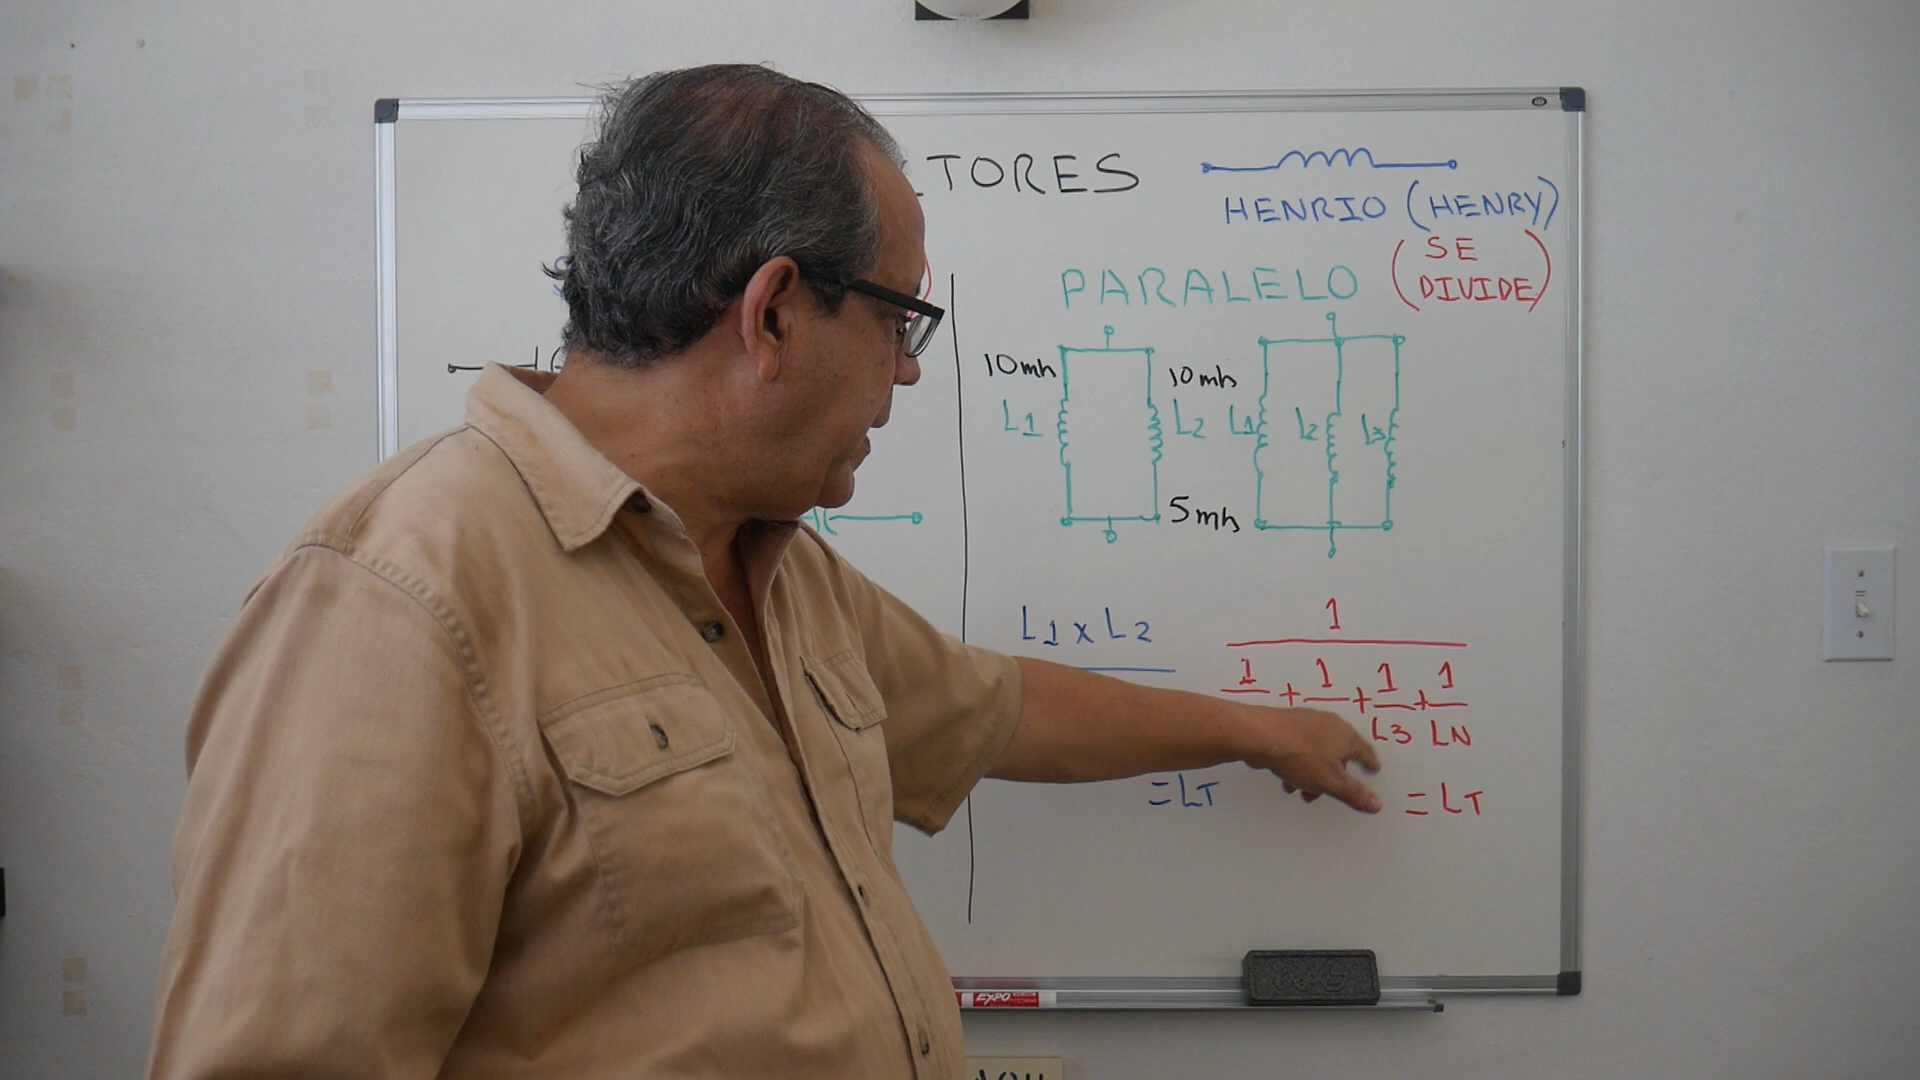 TORES
HENRIO (HENRY)
(SE
DIVIDE)
PARALELO
10mh
10mh
L1
L2
L1
L2
L3
5mh
L1 x L2
= LT
1
1 + 1 + 1 + 1
L3 LN
= LT
EXPO